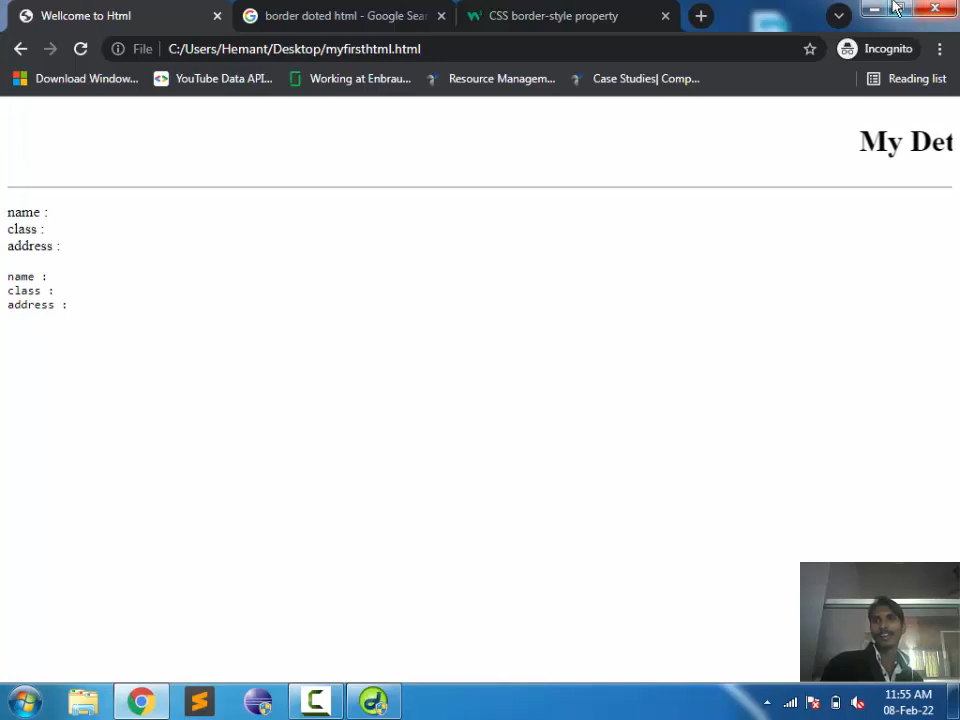 Wellcome to Html
border doted html - Google Sear
CSS border-style property
File
C:/Users/Hemant/Desktop/myfirsthtml.html
Incognito
Download Window...
YouTube Data API...
Working at Enbrau...
Resource Managem...
Case Studies| Comp...
Reading list
My Det
name :
class :
address :
name :
class :
address :
11:55 AM
08-Feb-22